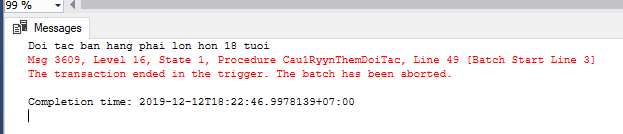 99 %
Messages
Doi tac ban hang phai lon hon 18 tuoi
Msg 3609, Level 16, State 1, Procedure Cau1RyynThemDoiTac, Line 49 [Batch Start Line 3]
The transaction ended in the trigger. The batch has been aborted.
Completion time: 2019-12-12T18:22:46.9978139+07:00